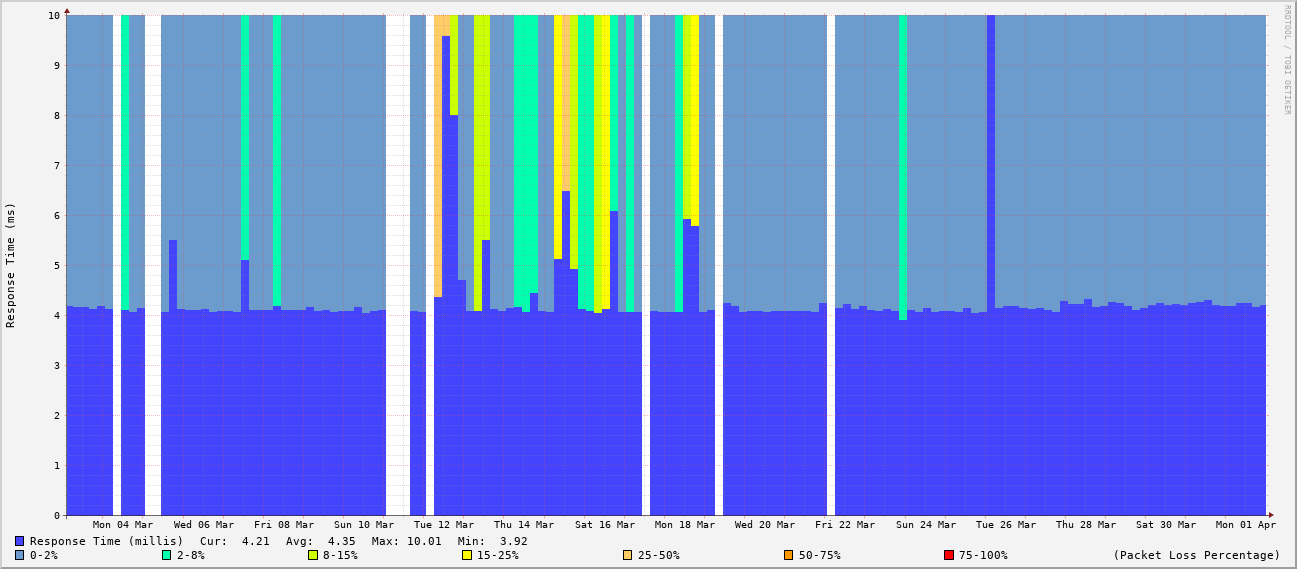 RRDTOOL / TOBI OETIKER
Response Time (ms)
10
9
8
7
6
5
4
3
2
1
0
Mon 04 Mar Wed 06 Mar Fri 08 Mar Sun 10 Mar Tue 12 Mar Thu 14 Mar Sat 16 Mar Mon 18 Mar Wed 20 Mar Fri 22 Mar Sun 24 Mar Tue 26 Mar Thu 28 Mar Sat 30 Mar Mon 01 Apr
Response Time (millis) Cur: 4.21 Avg: 4.35 Max: 10.01 Min: 3.92
0-2% 2-8% 8-15% 15-25% 25-50% 50-75% 75-100% (Packet Loss Percentage)